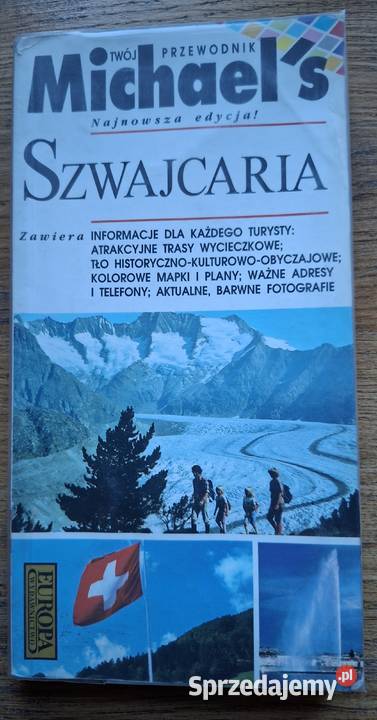 TWÓJ PRZEWODNIK
Michael's
Najnowsza edycja!
SZWAJCARIA
Zawiera INFORMACJE DLA KAŻDEGO TURYSTY:
ATRAKCYJNE TRASY WYCIECZKOWE;
TŁO HISTORYCZNO-KULTUROWO-OBYCZAJOWE;
KOLOROWE MAPKI I PLANY; WAŻNE ADRESY
I TELEFONY; AKTUALNE, BARWNE FOTOGRAFIE
EUROPA
WYDAWNICTWO
Sprzedajemy.pl